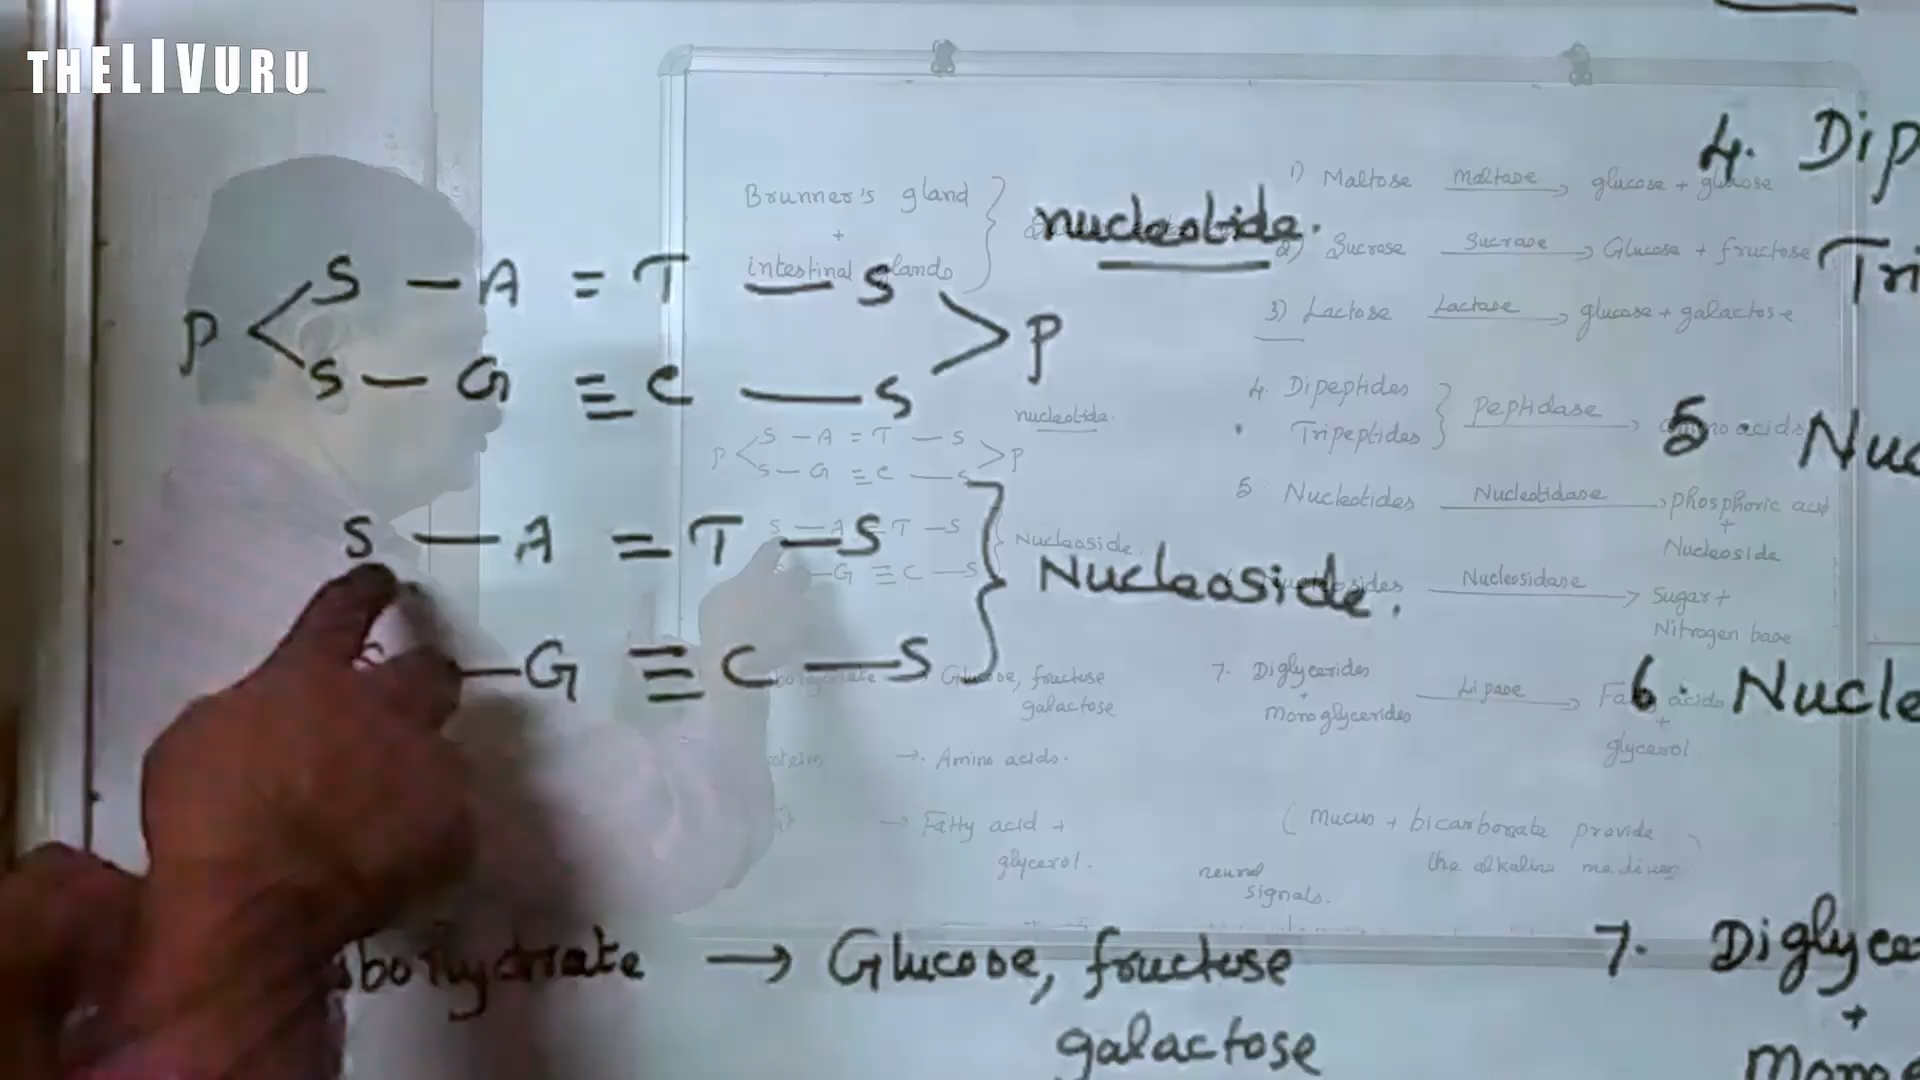 THELIVURU
nucleotide.
P < S — A = T — S > P
S — G ≡ C — S
S — A = T — S
— G ≡ C — S
} Nucleoside.
bohydrate → Glucose, fructose
galactose
4. Dip
Tri
5. Nuc
6. Nucle
7. Diglyce
+
Mono
Brunner's gland
+
intestinal glands
nucleotide.
P < S — A = T — S > P
S — G ≡ C — S
S — A = T — S
— G ≡ C — S
Nucleoside
Glucose, fructose
galactose
→ Amino acids.
→ Fatty acid +
glycerol.
1) Maltose Maltase → glucose + glucose
2) Sucrose Sucrase → Glucose + fructose
3) Lactose Lactase → glucose + galactose
4. Dipeptides
Tripeptides } Peptidase → amino acids
5. Nucleotides Nucleotidase → phosphoric acid
+
Nucleoside
Nucleosidase → Sugar +
Nitrogen base
7. Diglycerides
+
Monoglycerides Lipase → Fatty acids
+
glycerol.
(Mucus + bicarbonate provide
the alkaline medium)
neural
signals.